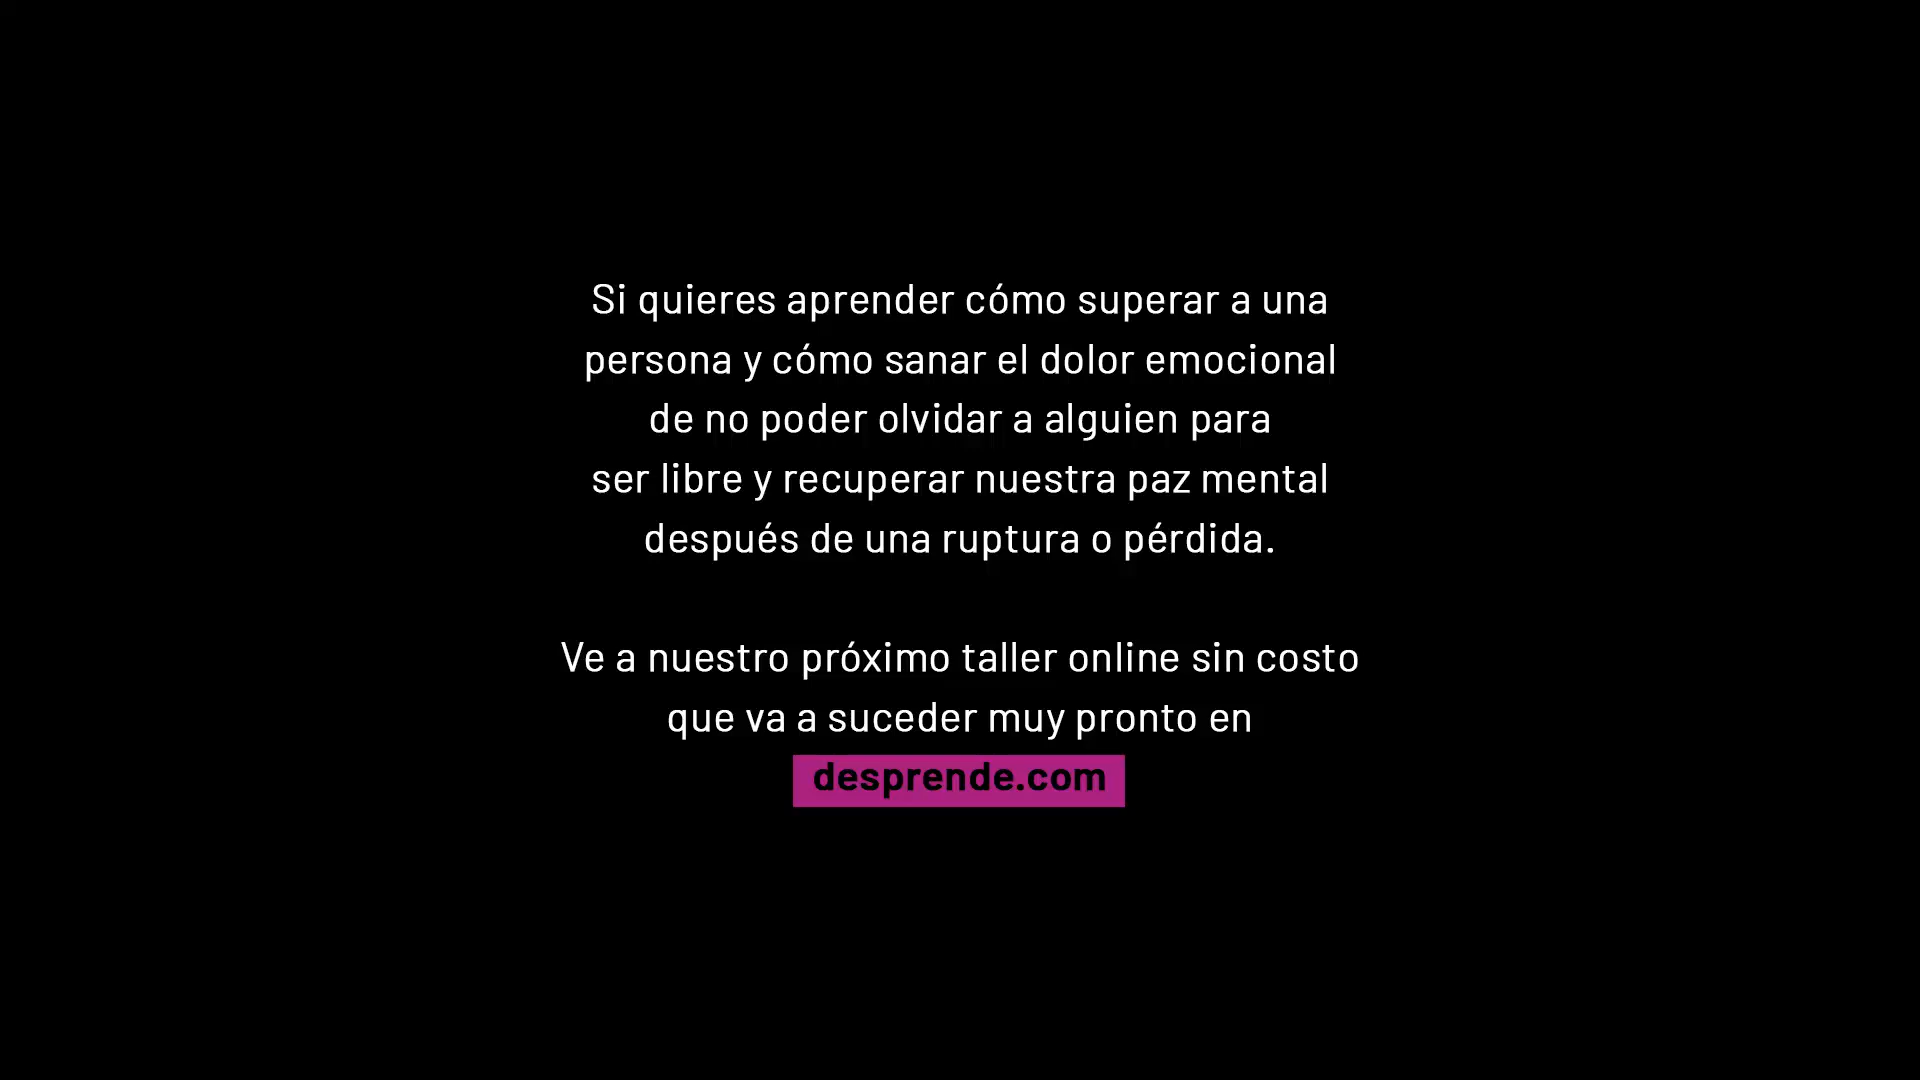 Si quieres aprender cómo superar a una
persona y cómo sanar el dolor emocional
de no poder olvidar a alguien para
ser libre y recuperar nuestra paz mental
después de una ruptura o pérdida.
Ve a nuestro próximo taller online sin costo
que va a suceder muy pronto en
desprende.com